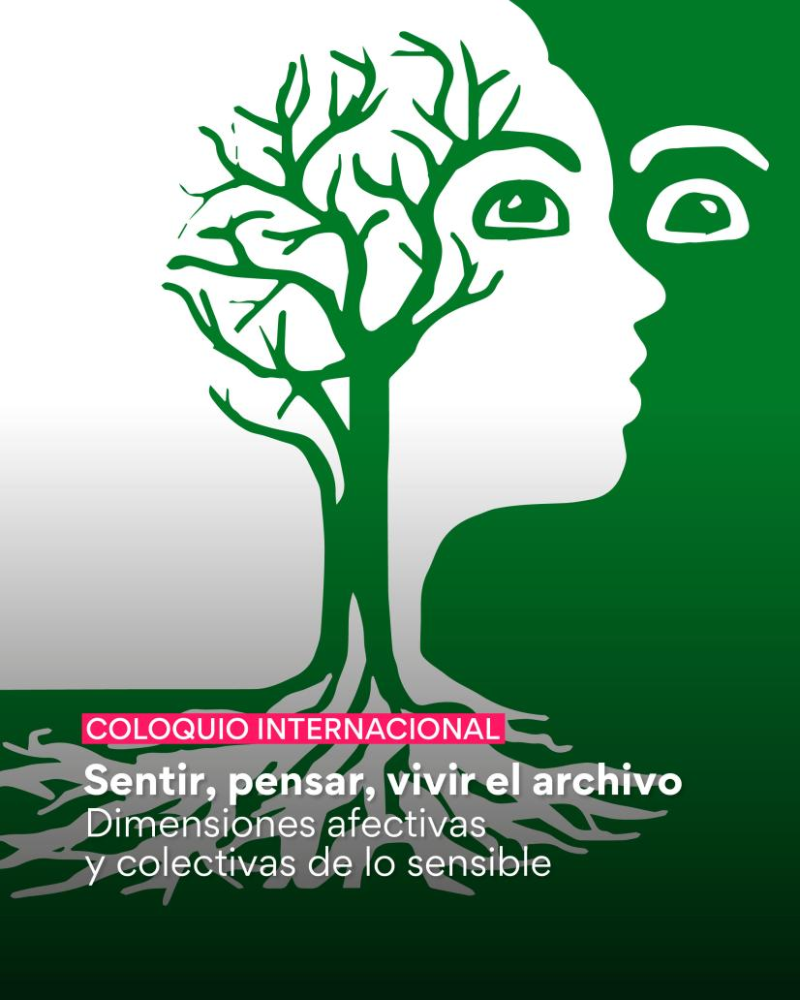 COLOQUIO INTERNACIONAL
Sentir, pensar, vivir el archivo
Dimensiones afectivas
y colectivas de lo sensible